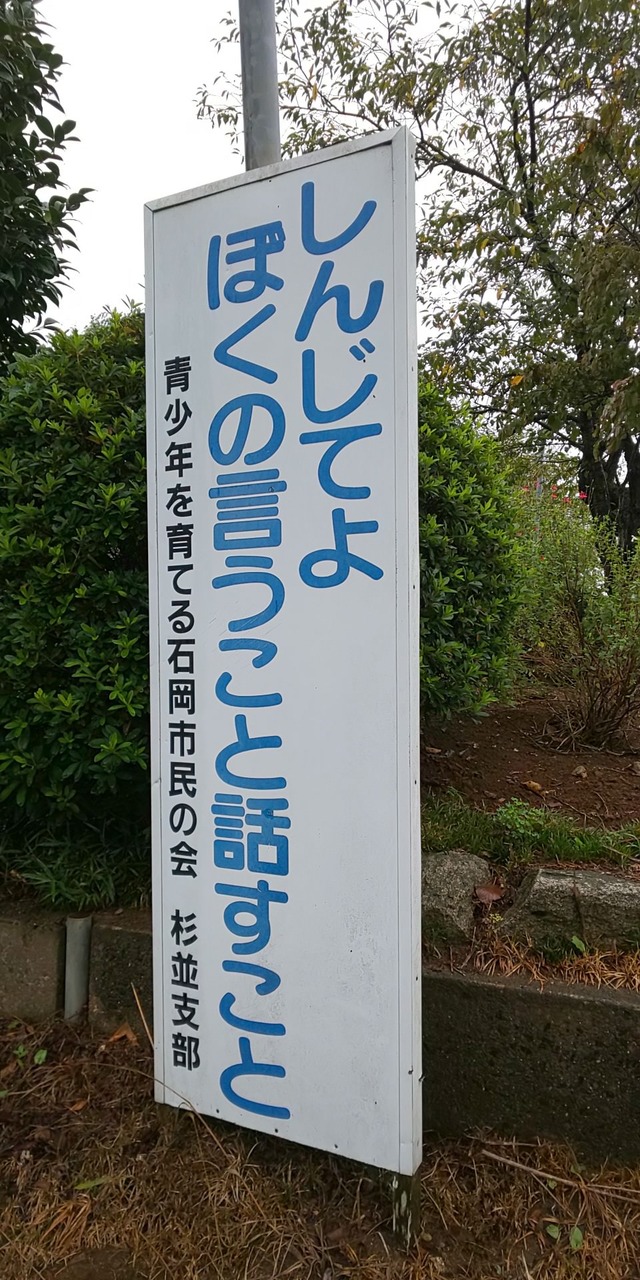 しんじてよ
ぼくの言うこと話すこと
青少年を育てる石岡市民の会 杉並支部